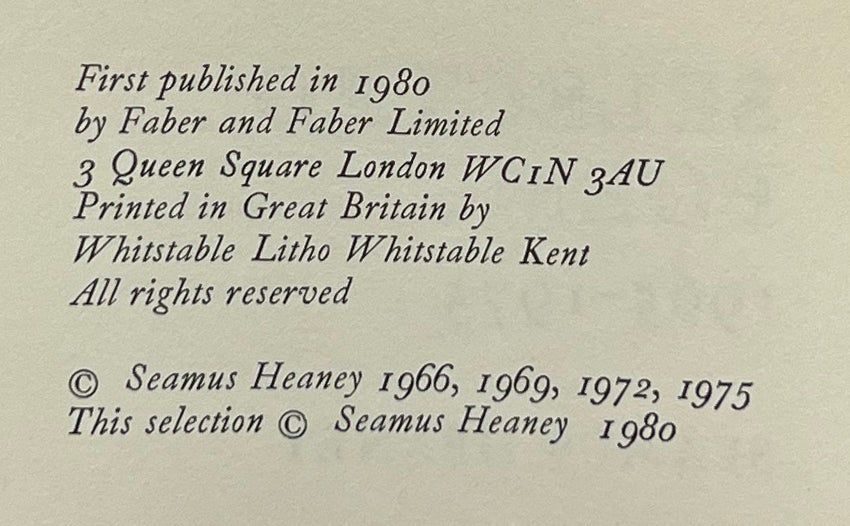 First published in 1980
by Faber and Faber Limited
3 Queen Square London WC1N 3AU
Printed in Great Britain by
Whitstable Litho Whitstable Kent
All rights reserved
© Seamus Heaney 1966, 1969, 1972, 1975
This selection © Seamus Heaney 1980